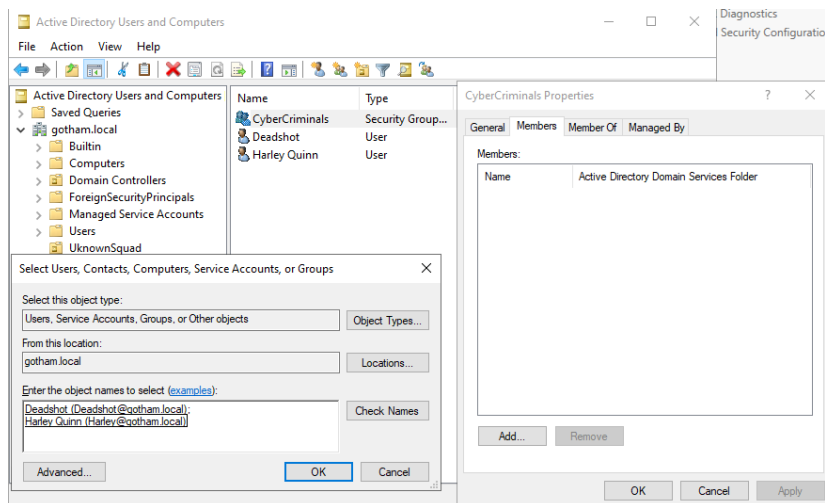 Active Directory Users and Computers
Diagnostics
Security Configuratio
File Action View Help
Active Directory Users and Computers
Saved Queries
gotham.local
Builtin
Computers
Domain Controllers
ForeignSecurityPrincipals
Managed Service Accounts
Users
UknownSquad
Name Type
CyberCriminals Security Group...
Deadshot User
Harley Quinn User
CyberCriminals Properties
General Members Member Of Managed By
Members:
Name Active Directory Domain Services Folder
Add... Remove
OK Cancel Apply
Select Users, Contacts, Computers, Service Accounts, or Groups
Select this object type:
Users, Service Accounts, Groups, or Other objects Object Types...
From this location:
gotham.local Locations...
Enter the object names to select (examples):
Deadshot (Deadshot@gotham.local);
Harley Quinn (Harley@gotham.local)
Check Names
Advanced... OK Cancel